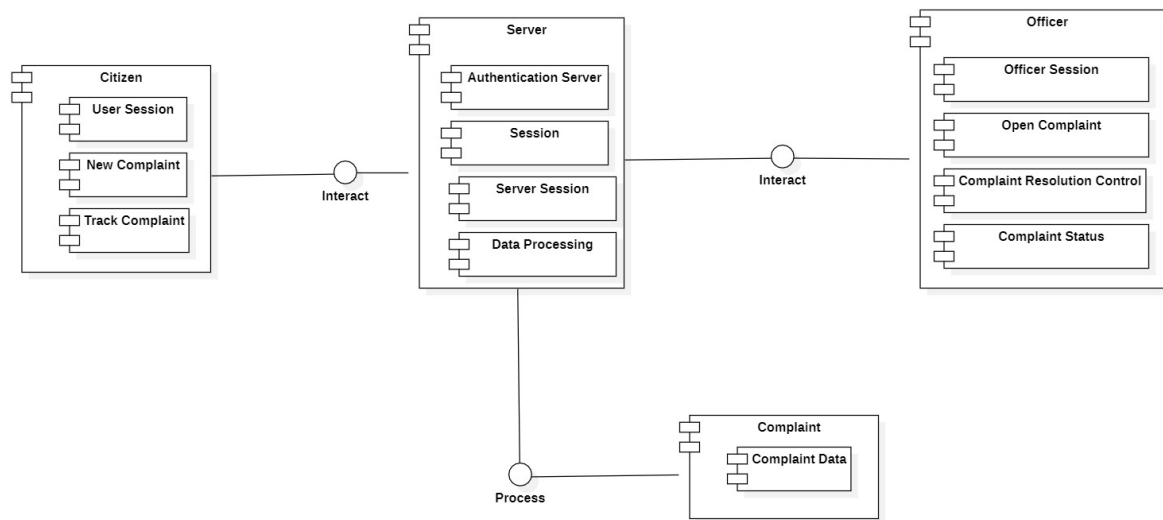 Citizen
User Session
New Complaint
Track Complaint
Interact
Server
Authentication Server
Session
Server Session
Data Processing
Interact
Officer
Officer Session
Open Complaint
Complaint Resolution Control
Complaint Status
Process
Complaint
Complaint Data